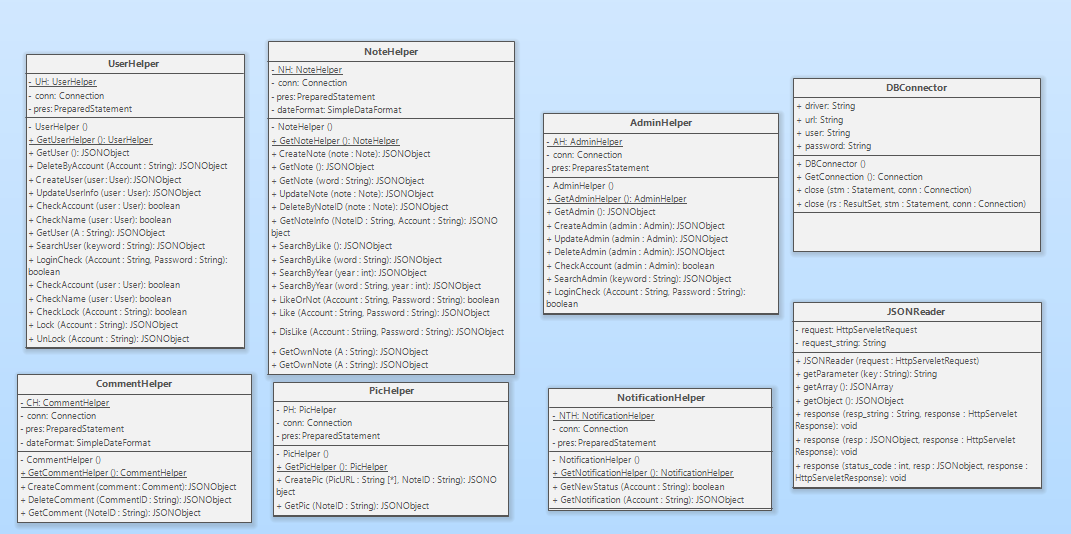 UserHelper
- UH: UserHelper
- conn: Connection
- pres: PreparedStatement
- UserHelper ()
+ GetUserHelper (): UserHelper
+ GetUser (): JSONObject
+ DeleteByAccount (Account : String): JSONObject
+ CreateUser (user: User): JSONObject
+ UpdateUserInfo (user : User): JSONObject
+ CheckAccount (user : User): boolean
+ CheckName (user : User): boolean
+ GetUser (A : String): JSONObject
+ SearchUser (keyword : String): JSONObject
+ LoginCheck (Account : String, Password : String):
boolean
+ CheckAccount (user : User): boolean
+ CheckName (user : User): boolean
+ CheckLock (Account : String): boolean
+ Lock (Account : String): JSONObject
+ UnLock (Account : String): JSONObject
NoteHelper
- NH: NoteHelper
- conn: Connection
- pres: PreparedStatement
- dateFormat: SimpleDataFormat
- NoteHelper ()
+ GetNoteHelper (): NoteHelper
+ CreateNote (note : Note): JSONObject
+ GetNote (): JSONObject
+ GetNote (word : String): JSONObject
+ UpdateNote (note : Note): JSONObject
+ DeleteByNoteID (note : Note): JSONObject
+ GetNoteInfo (NoteID : String, Account : String): JSONO
bject
+ SearchByLike (): JSONObject
+ SearchByLike (word : String): JSONObject
+ SearchByYear (year : int): JSONObject
+ SearchByYear (word : String, year : int): JSONObject
+ LikeOrNot (Account : String, Password : String): boolean
+ Like (Account : String, Password : String): JSONObject
+ DisLike (Account : Striing, Password : String): JSONObject
+ GetOwnNote (A : String): JSONObject
+ GetOwnNote (A : String): JSONObject
AdminHelper
- AH: AdminHelper
- conn: Connection
- pres: PreparesStatement
- AdminHelper ()
+ GetAdminHelper (): AdminHelper
+ GetAdmin (): JSONObject
+ CreateAdmin (admin : Admin): JSONObject
+ UpdateAdmin (admin : Admin): JSONObject
+ DeleteAdmin (admin : Admin): JSONObject
+ CheckAccount (admin : Admin): boolean
+ SearchAdmin (keyword : String): JSONObject
+ LoginCheck (Account : String, Password : String):
boolean
DBConnector
+ driver: String
+ url: String
+ user: String
+ password: String
+ DBConnector ()
+ GetConnection (): Connection
+ close (stm : Statement, conn : Connection)
+ close (rs : ResultSet, stm : Statement, conn : Connection)
JSONReader
- request: HttpServeletRequest
- request_string: String
+ JSONReader (request : HttpServeletRequest)
+ getParameter (key : String): String
+ getArray (): JSONArray
+ getObject (): JSONObject
+ response (resp_string : String, response : HttpServelet
Response): void
+ response (resp : JSONObject, response : HttpServelet
Response): void
+ response (status_code : int, resp : JSONobject, response :
HttpServeletResponse): void
CommentHelper
- CH: CommentHelper
- conn: Connection
- pres: PreparedStatement
- dateFormat: SimpleDateFormat
- CommentHelper ()
+ GetCommentHelper (): CommentHelper
+ CreateComment (comment : Comment): JSONObject
+ DeleteComment (CommentID : String): JSONObject
+ GetComment (NoteID : String): JSONObject
PicHelper
- PH: PicHelper
- conn: Connection
- pres: PreparedStatement
- PicHelper ()
+ GetPicHelper (): PicHelper
+ CreatePic (PicURL : String [*], NoteID : String): JSONO
bject
+ GetPic (NoteID : String): JSONObject
NotificationHelper
- NTH: NotificationHelper
- conn: Connection
- pres: PreparedStatement
- NotificationHelper ()
+ GetNotificationHelper (): NotificationHelper
+ GetNewStatus (Account : String): boolean
+ GetNotification (Account : String): JSONObject